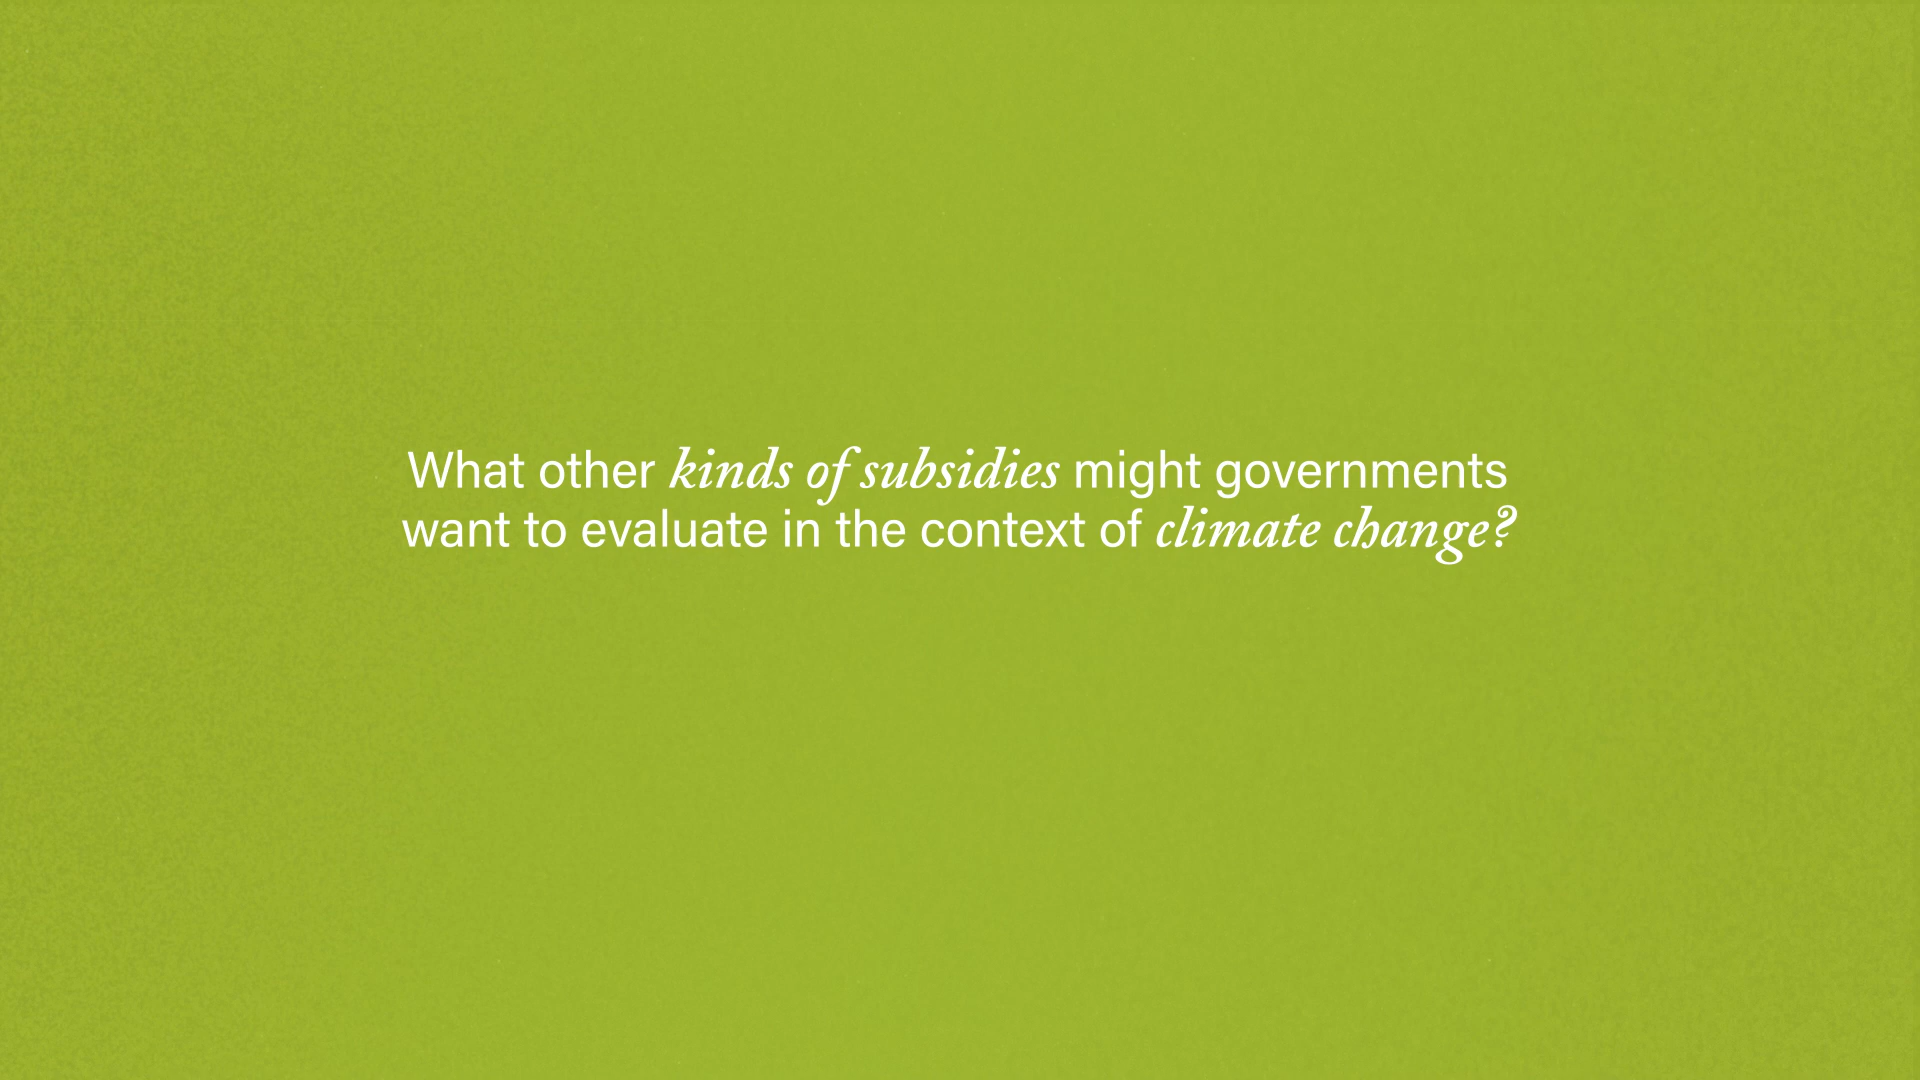 What other kinds of subsidies might governments
want to evaluate in the context of climate change?